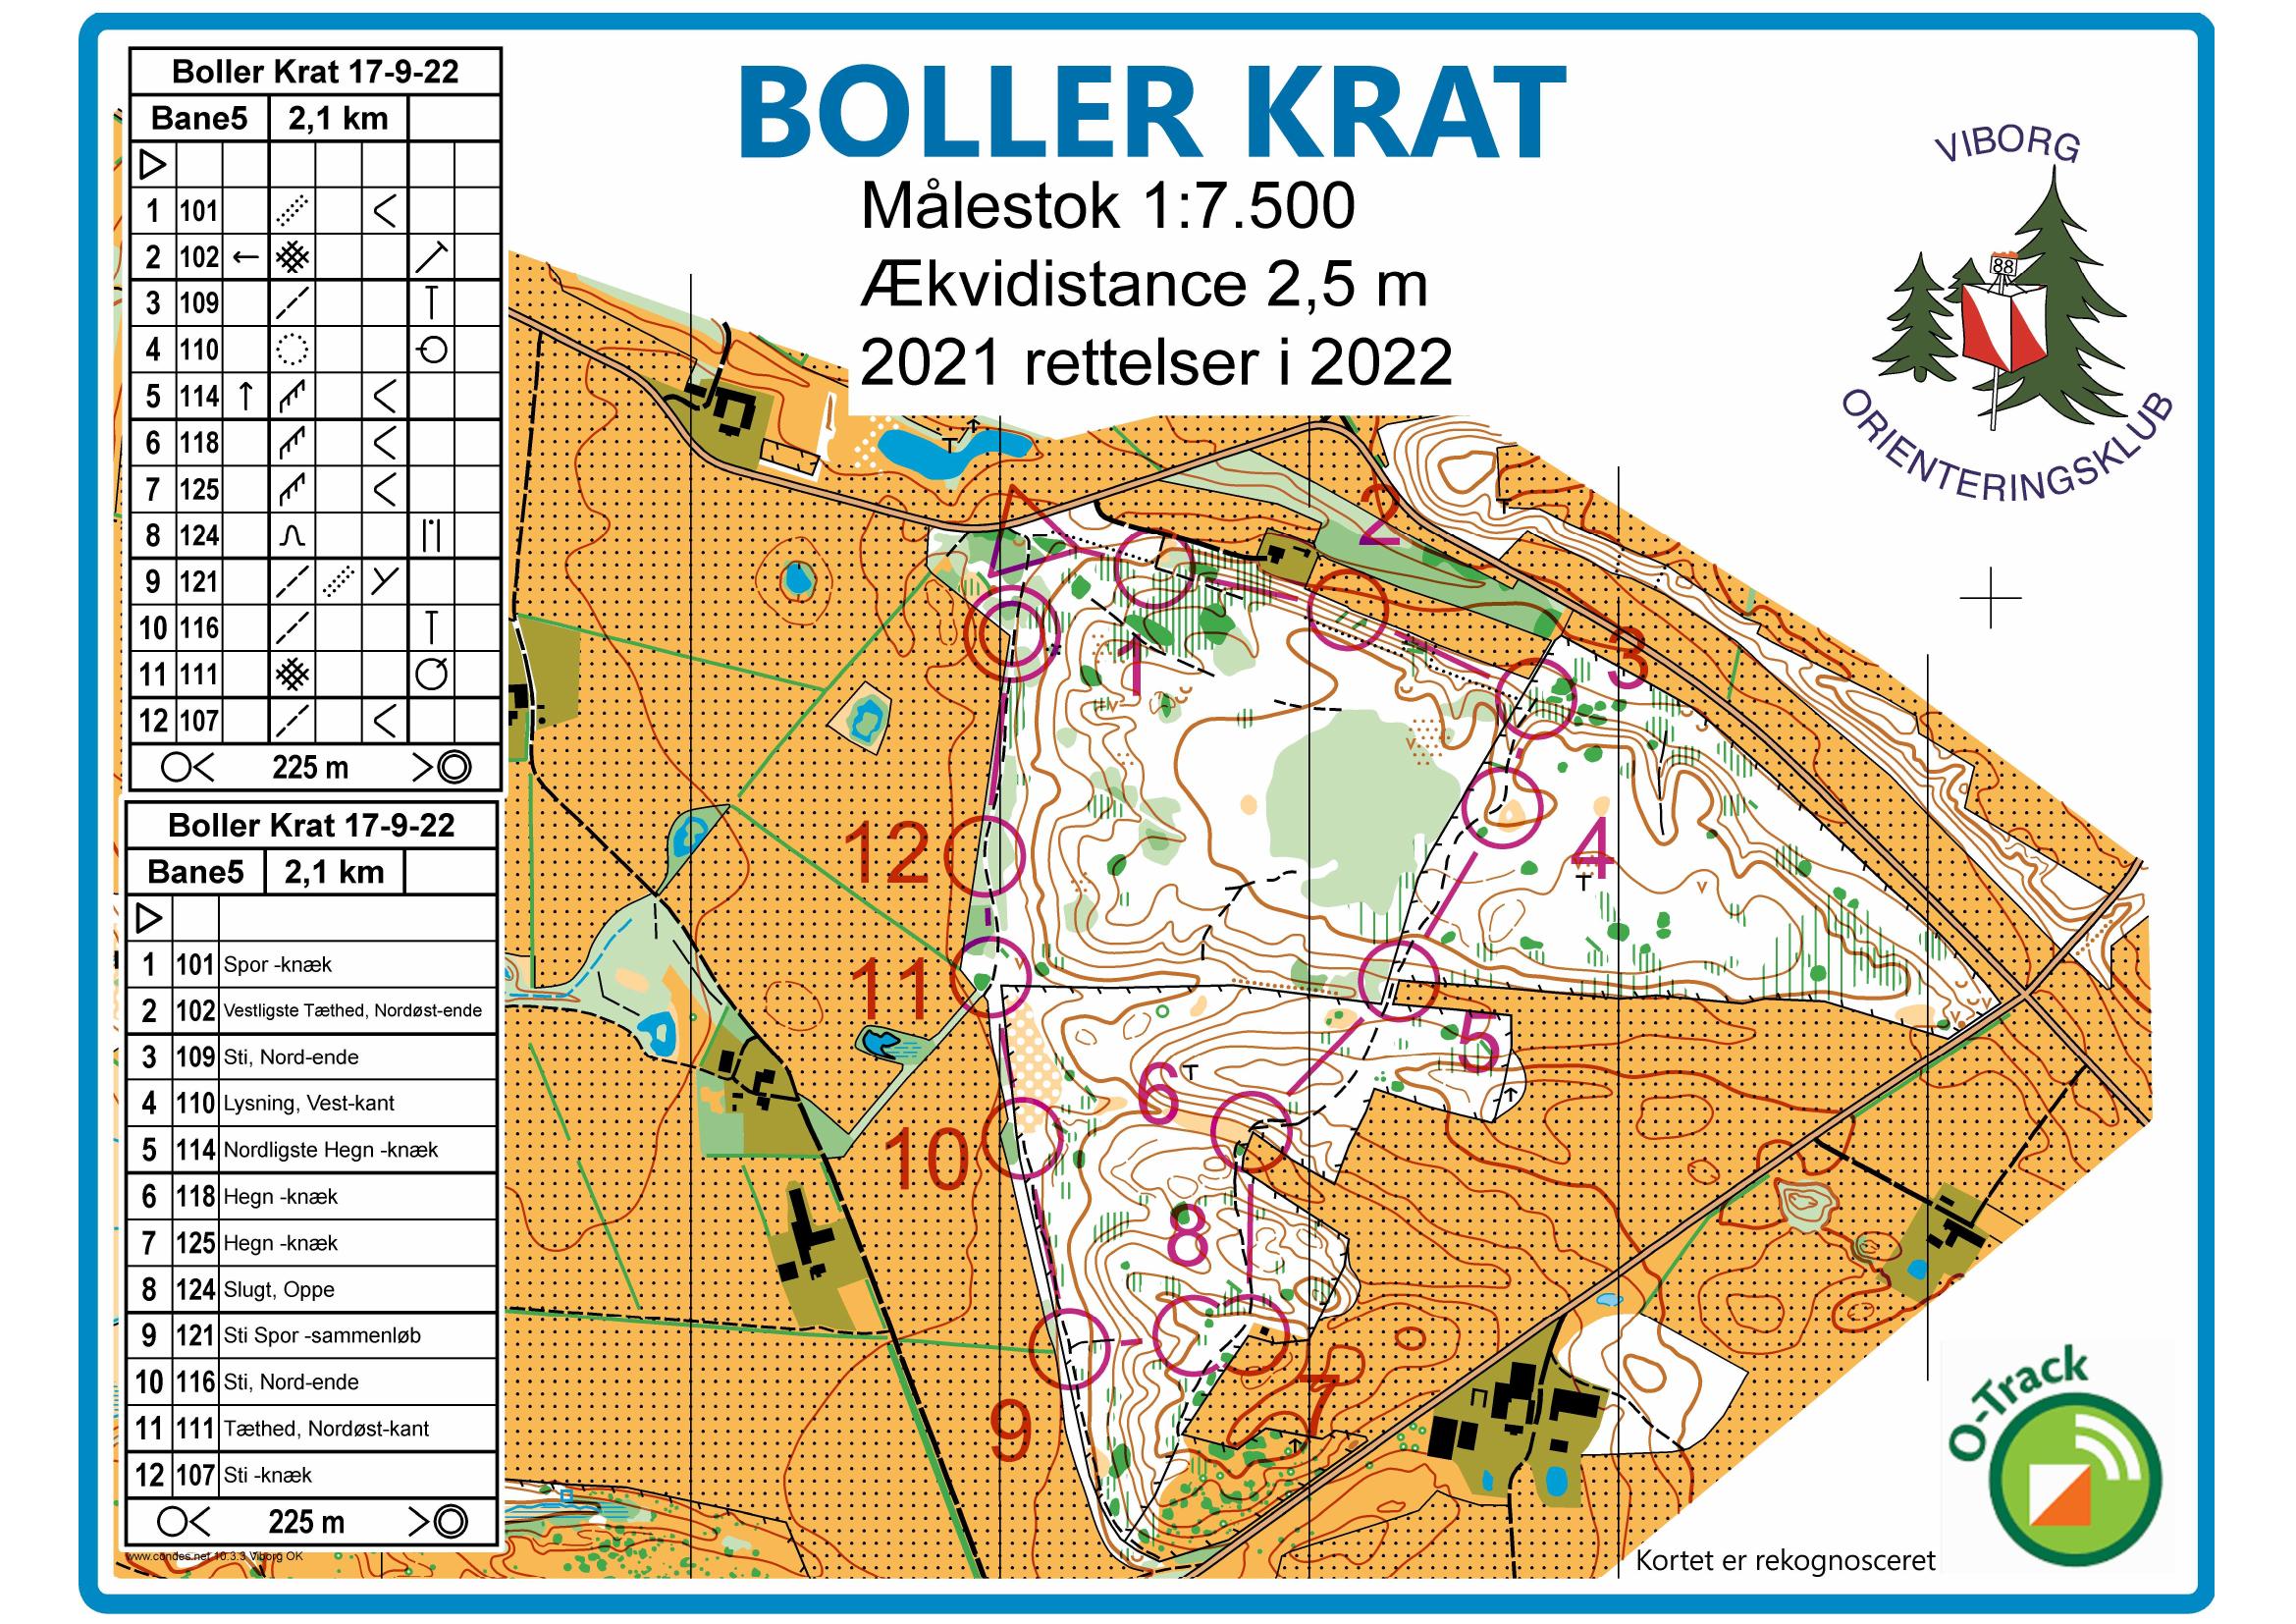 Boller Krat 17-9-22
Bane5 2,1 km
1 101
2 102
3 109
4 110
5 114
6 118
7 125
8 124
9 121
10 116
11 111
12 107
225 m
Boller Krat 17-9-22
Bane5 2,1 km
1 101 Spor -knæk
2 102 Vestligste Tæthed, Nordøst-ende
3 109 Sti, Nord-ende
4 110 Lysning, Vest-kant
5 114 Nordligste Hegn -knæk
6 118 Hegn -knæk
7 125 Hegn -knæk
8 124 Slugt, Oppe
9 121 Sti Spor -sammenløb
10 116 Sti, Nord-ende
11 111 Tæthed, Nordøst-kant
12 107 Sti -knæk
225 m
www.condes.net 10.3.3 Viborg OK
BOLLER KRAT
Målestok 1:7.500
Ækvidistance 2,5 m
2021 rettelser i 2022
VIBORG
88
ORIENTERINGSKLUB
2
1
3
12
4
11
5
6
10
8
7
9
O-Track
Kortet er rekognosceret